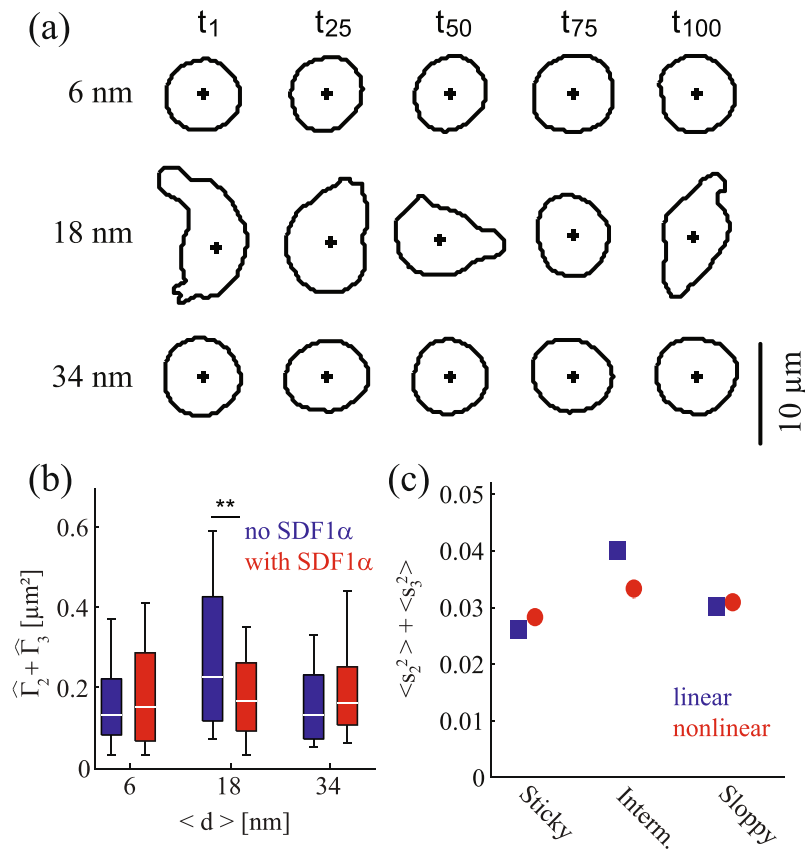 (a) t1 t25 t50 t75 t100
6 nm
18 nm
34 nm
10 μm
(b)
**
no SDF1α
with SDF1α
0.6
0.4
0.2
0
Γ̂2 + Γ̂3 [μm²]
6 18 34
< d > [nm]
(c)
0.05
0.04
0.03
0.02
0.01
0
<s₂²> + <s₃²>
linear
nonlinear
Sticky Interm. Sloppy